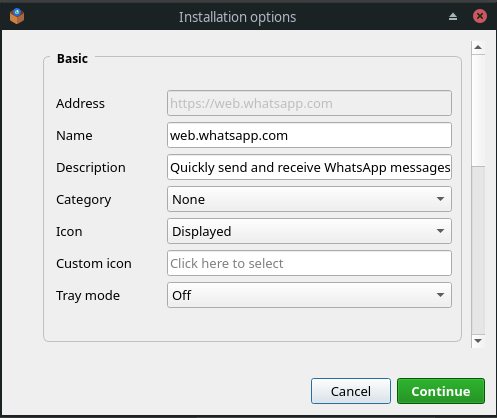 Installation options
Basic
Address https://web.whatsapp.com
Name web.whatsapp.com
Description Quickly send and receive WhatsApp messages
Category None
Icon Displayed
Custom icon Click here to select
Tray mode Off
Cancel Continue